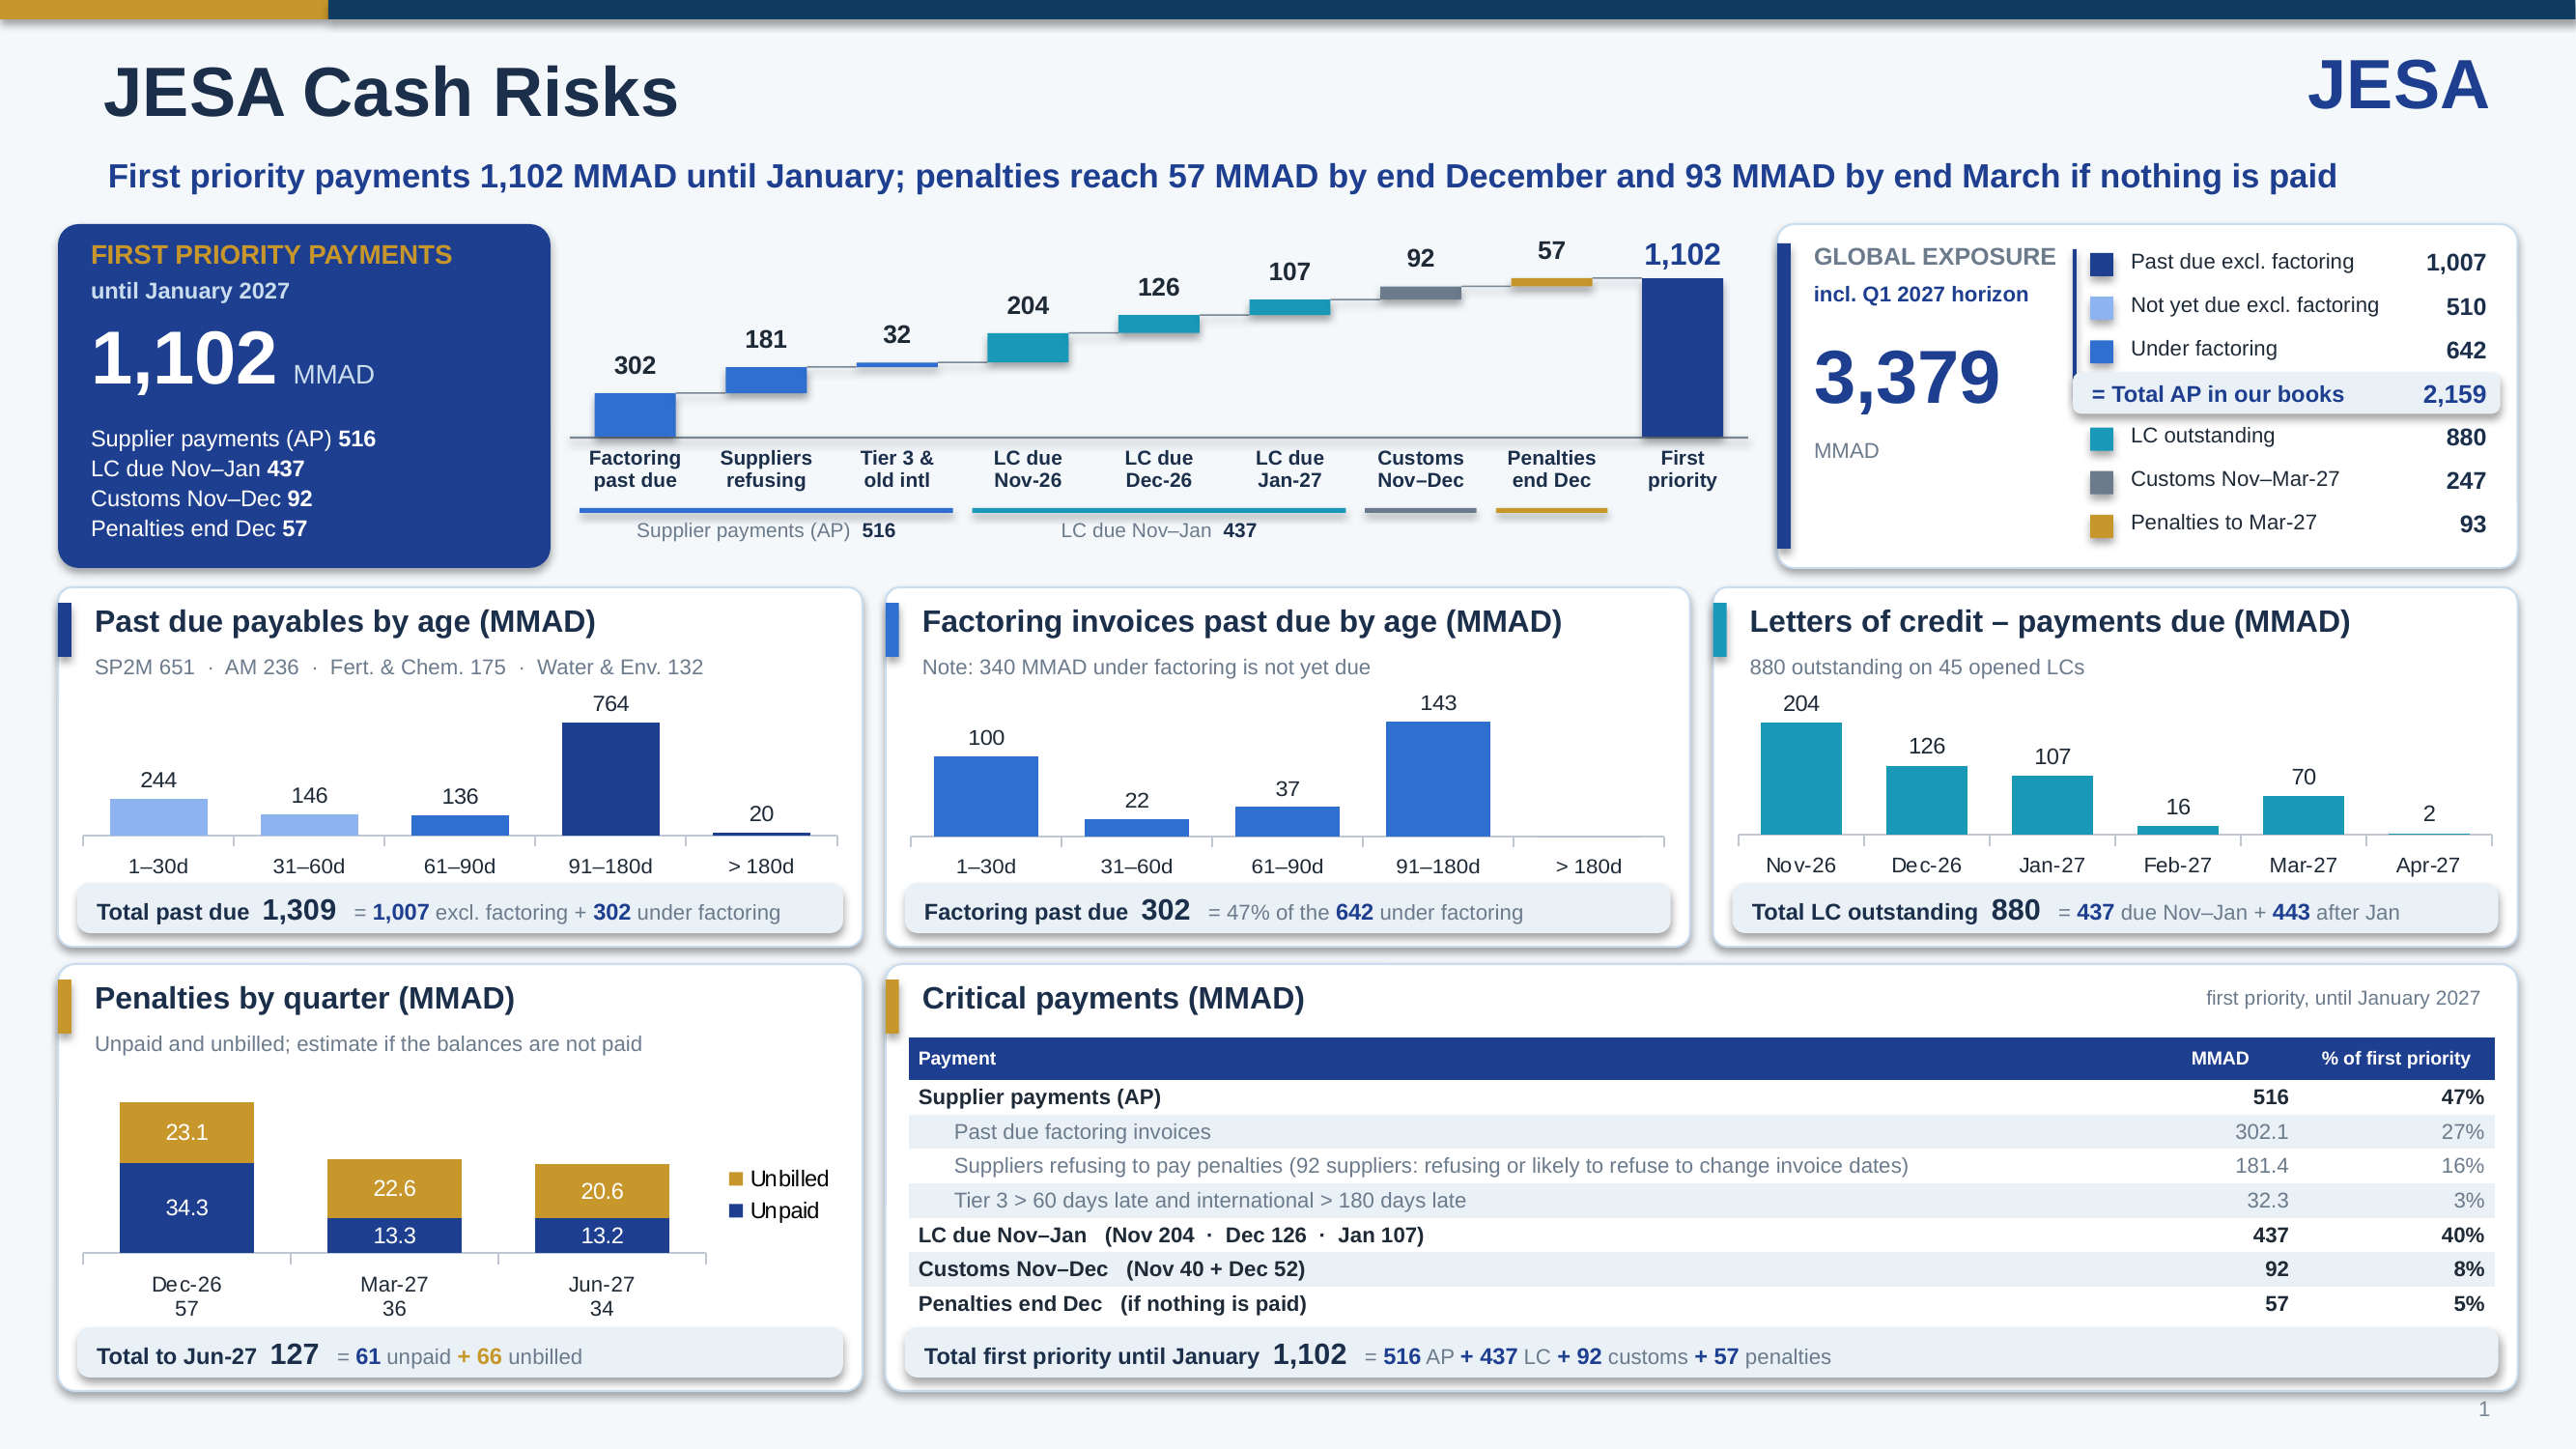 JESA Cash Risks
JESA
First priority payments 1,102 MMAD until January; penalties reach 57 MMAD by end December and 93 MMAD by end March if nothing is paid
FIRST PRIORITY PAYMENTS
until January 2027
1,102 MMAD
Supplier payments (AP) 516
LC due Nov–Jan 437
Customs Nov–Dec 92
Penalties end Dec 57
302
181
32
204
126
107
92
57
1,102
Factoring past due
Suppliers refusing
Tier 3 & old intl
LC due Nov-26
LC due Dec-26
LC due Jan-27
Customs Nov–Dec
Penalties end Dec
First priority
Supplier payments (AP) 516
LC due Nov–Jan 437
GLOBAL EXPOSURE
incl. Q1 2027 horizon
3,379
MMAD
Past due excl. factoring 1,007
Not yet due excl. factoring 510
Under factoring 642
= Total AP in our books 2,159
LC outstanding 880
Customs Nov–Mar-27 247
Penalties to Mar-27 93
Past due payables by age (MMAD)
SP2M 651 · AM 236 · Fert. & Chem. 175 · Water & Env. 132
244
146
136
764
20
1–30d 31–60d 61–90d 91–180d > 180d
Total past due 1,309 = 1,007 excl. factoring + 302 under factoring
Factoring invoices past due by age (MMAD)
Note: 340 MMAD under factoring is not yet due
100
22
37
143
1–30d 31–60d 61–90d 91–180d > 180d
Factoring past due 302 = 47% of the 642 under factoring
Letters of credit – payments due (MMAD)
880 outstanding on 45 opened LCs
204
126
107
16
70
2
Nov-26 Dec-26 Jan-27 Feb-27 Mar-27 Apr-27
Total LC outstanding 880 = 437 due Nov–Jan + 443 after Jan
Penalties by quarter (MMAD)
Unpaid and unbilled; estimate if the balances are not paid
23.1
34.3
22.6
13.3
20.6
13.2
Unbilled
Unpaid
Dec-26 Mar-27 Jun-27
57 36 34
Total to Jun-27 127 = 61 unpaid + 66 unbilled
Critical payments (MMAD)
first priority, until January 2027
Payment MMAD % of first priority
Supplier payments (AP) 516 47%
Past due factoring invoices 302.1 27%
Suppliers refusing to pay penalties (92 suppliers: refusing or likely to refuse to change invoice dates) 181.4 16%
Tier 3 > 60 days late and international > 180 days late 32.3 3%
LC due Nov–Jan (Nov 204 · Dec 126 · Jan 107) 437 40%
Customs Nov–Dec (Nov 40 + Dec 52) 92 8%
Penalties end Dec (if nothing is paid) 57 5%
Total first priority until January 1,102 = 516 AP + 437 LC + 92 customs + 57 penalties
1